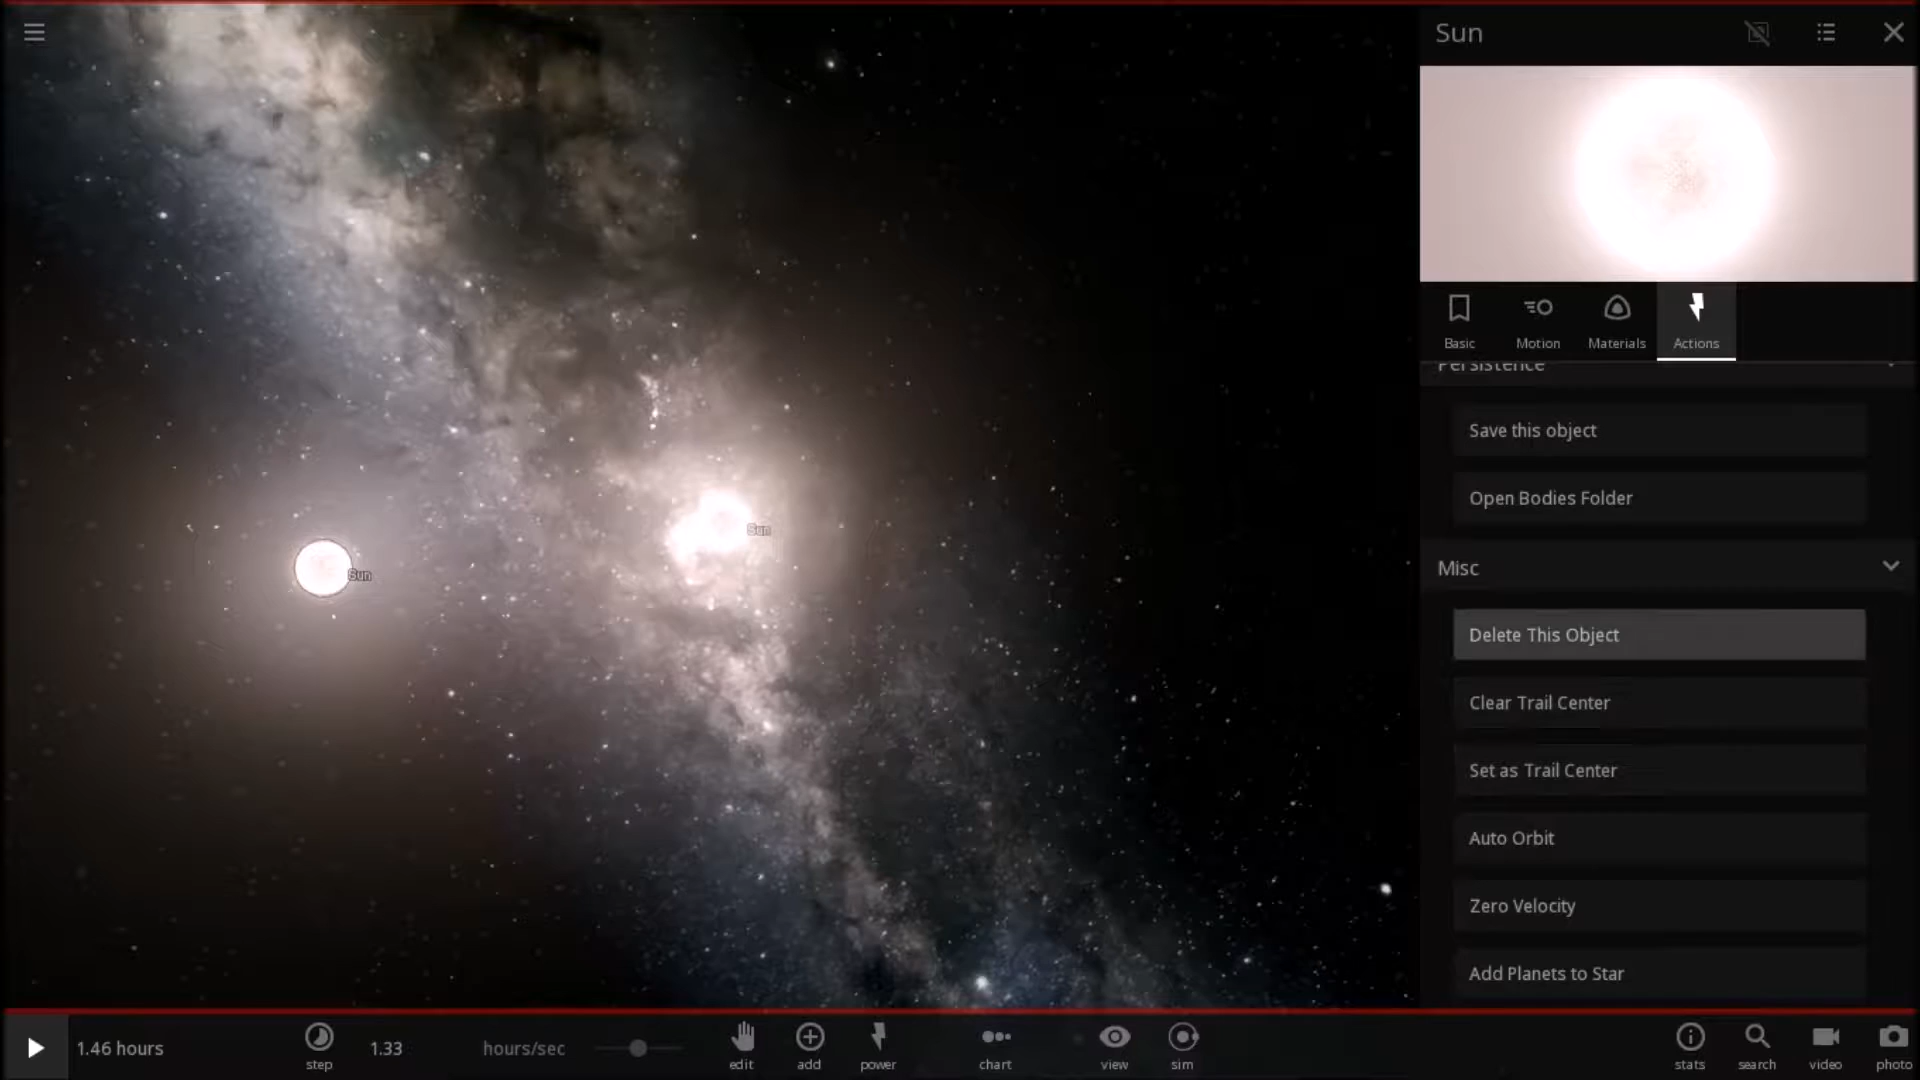 Sun
Basic
Motion
Materials
Actions
Persistence
Save this object
Open Bodies Folder
Misc
Delete This Object
Clear Trail Center
Set as Trail Center
Auto Orbit
Zero Velocity
Add Planets to Star
Sun
Sun
1.46 hours
step
1.33
hours/sec
edit
add
power
chart
view
sim
stats
search
video
photo